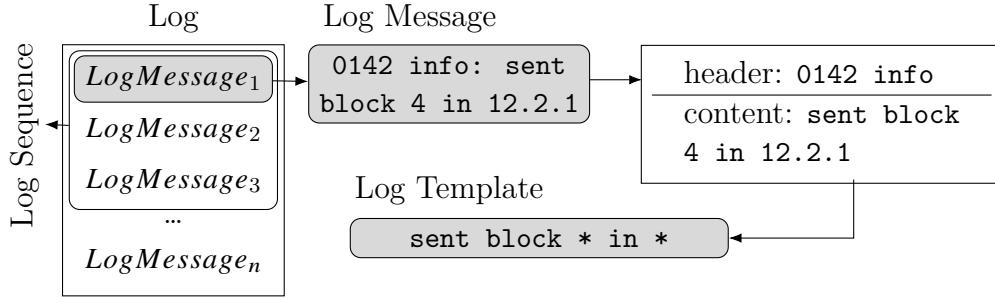 Log
Log Sequence
LogMessage₁
LogMessage₂
LogMessage₃
...
LogMessageₙ
Log Message
0142 info: sent
block 4 in 12.2.1
header: 0142 info
content: sent block
4 in 12.2.1
Log Template
sent block * in *